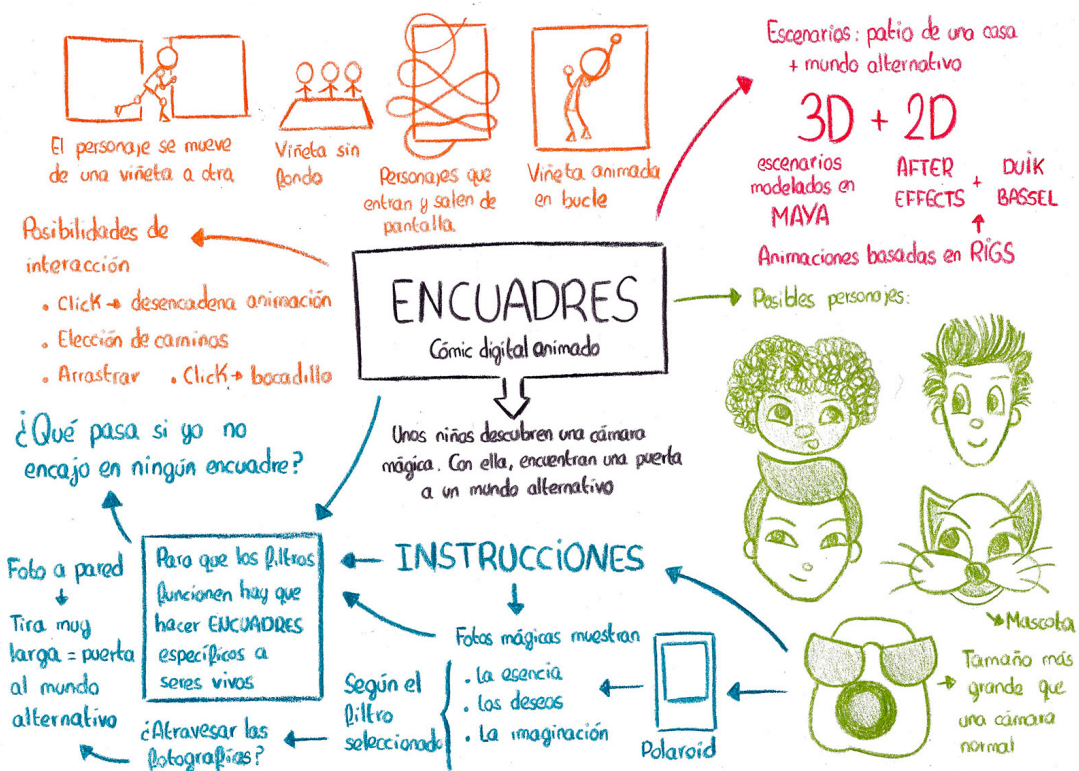 El personaje se mueve
de una viñeta a otra
Viñeta sin
fondo
Personajes que
entran y salen de
pantalla.
Viñeta animada
en bucle
Escenarios: patio de una casa
+ mundo alternativo
3D + 2D
escenarios
modelados en
MAYA
AFTER
EFFECTS
+
DUIK
BASSEL
Animaciones basadas en RIGS
Posibilidades de
interacción
. Click → desencadena animación
. Elección de caminos
. Arrastrar . Click → bocadillo
ENCUADRES
Cómic digital animado
Unos niños descubren una cámara
mágica. Con ella, encuentran una puerta
a un mundo alternativo
Posibles personajes:
Mascota
Tamaño más
grande que
una cámara
normal
¿Qué pasa si yo no
encajo en ningún encuadre?
Para que los filtros
funcionen hay que
hacer ENCUADRES
específicos a
seres vivos
INSTRUCCIONES
Fotos mágicas muestran
. La esencia
. Los deseos
. La imaginación
Polaroid
Según el
filtro
seleccionado
¿Atravesar las
fotografías?
Foto a pared
Tira muy
larga = puerta
al mundo
alternativo